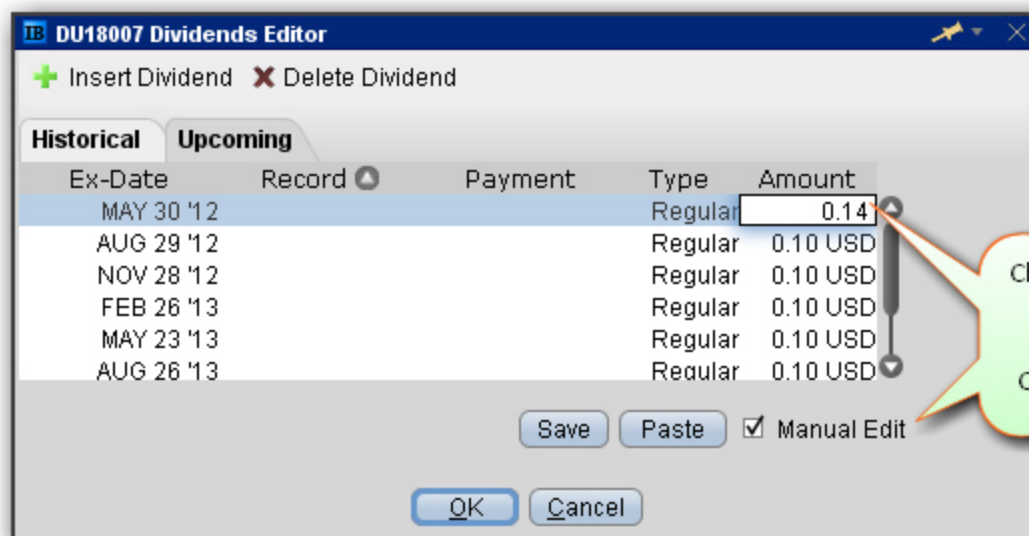 IB DU18007 Dividends Editor
Insert Dividend Delete Dividend
Historical Upcoming
Ex-Date Record Payment Type Amount
MAY 30 '12 Regular 0.14
AUG 29 '12 Regular 0.10 USD
NOV 28 '12 Regular 0.10 USD
FEB 26 '13 Regular 0.10 USD
MAY 23 '13 Regular 0.10 USD
AUG 26 '13 Regular 0.10 USD
Save Paste Manual Edit
OK Cancel